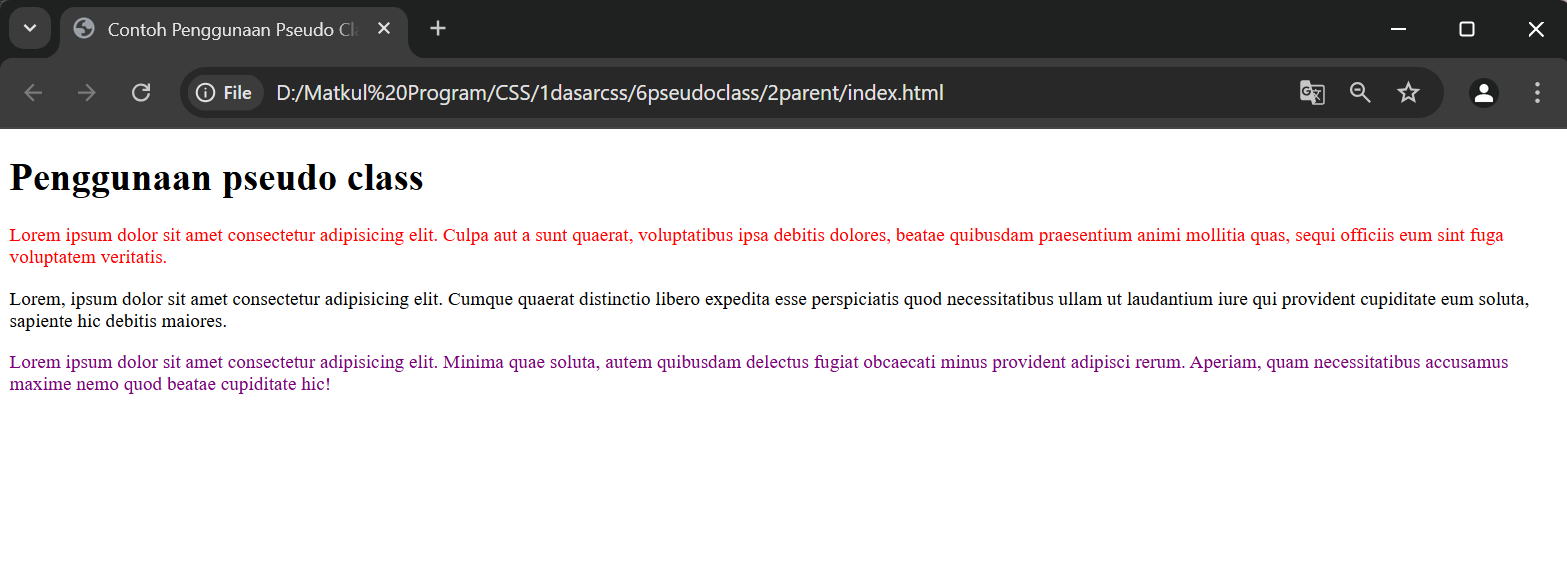 Contoh Penggunaan Pseudo Cl
File
D:/Matkul%20Program/CSS/1dasarcss/6pseudoclass/2parent/index.html
Penggunaan pseudo class
Lorem ipsum dolor sit amet consectetur adipisicing elit. Culpa aut a sunt quaerat, voluptatibus ipsa debitis dolores, beatae quibusdam praesentium animi mollitia quas, sequi officiis eum sint fuga
voluptatem veritatis.
Lorem, ipsum dolor sit amet consectetur adipisicing elit. Cumque quaerat distinctio libero expedita esse perspiciatis quod necessitatibus ullam ut laudantium iure qui provident cupiditate eum soluta,
sapiente hic debitis maiores.
Lorem ipsum dolor sit amet consectetur adipisicing elit. Minima quae soluta, autem quibusdam delectus fugiat obcaecati minus provident adipisci rerum. Aperiam, quam necessitatibus accusamus
maxime nemo quod beatae cupiditate hic!